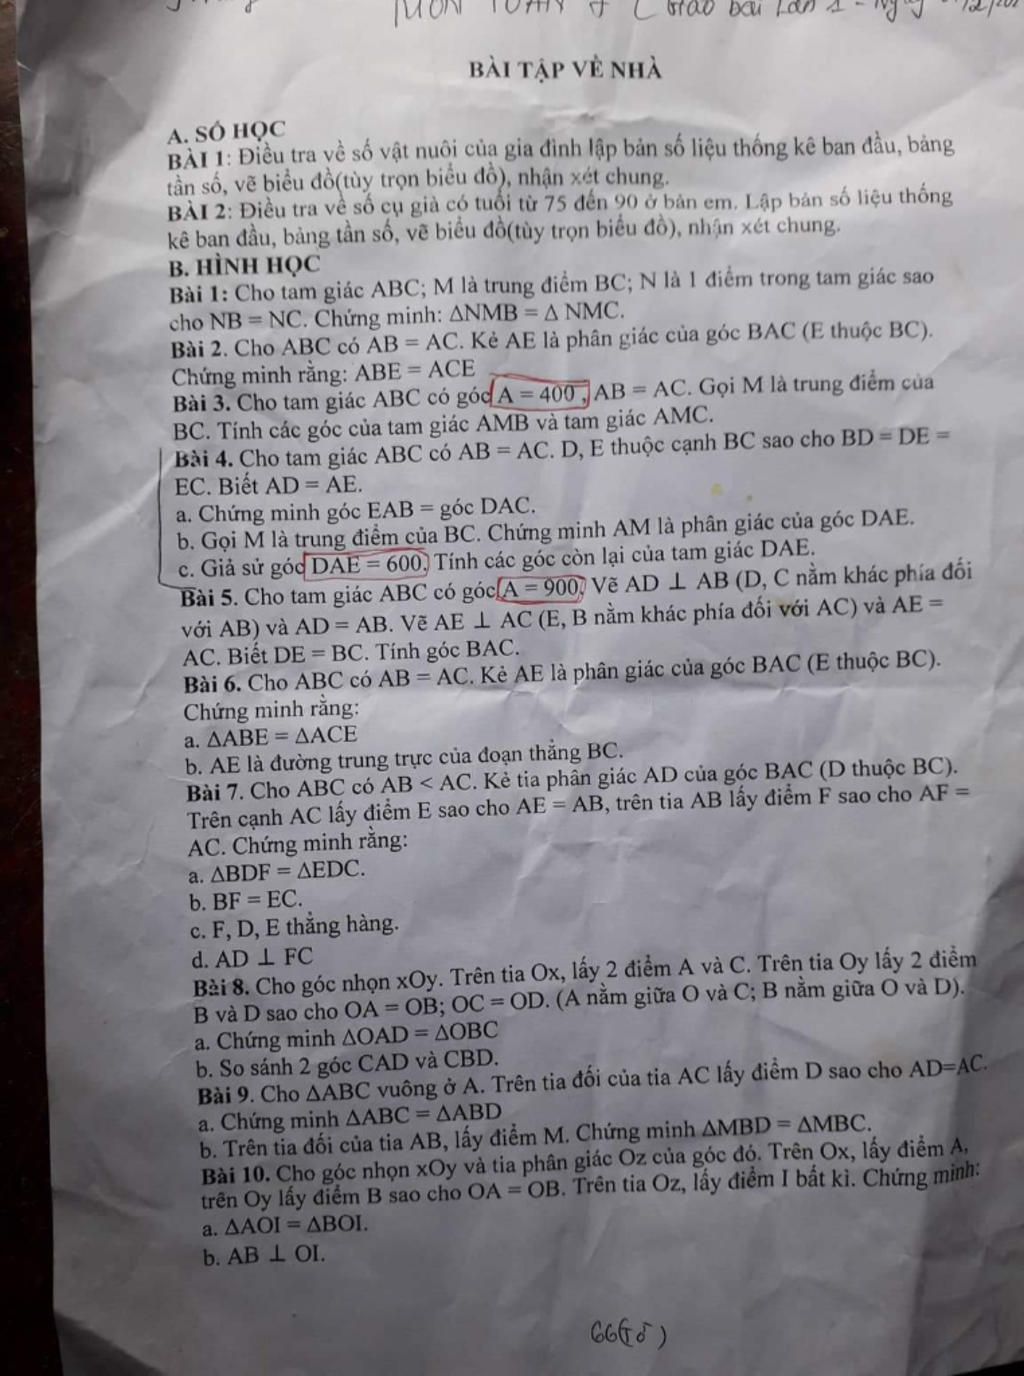 MÔN TOÁN 7 (Giao bài Lần 1 - Ngày
BÀI TẬP VỀ NHÀ
A. SỐ HỌC
BÀI 1: Điều tra về số vật nuôi của gia đình lập bản số liệu thống kê ban đầu, bảng
tần số, vẽ biểu đồ(tùy trọn biểu đồ), nhận xét chung.
BÀI 2: Điều tra về số cụ già có tuổi từ 75 đến 90 ở bản em. Lập bản số liệu thống
kê ban đầu, bảng tần số, vẽ biểu đồ(tùy trọn biểu đồ), nhận xét chung.
B. HÌNH HỌC
Bài 1: Cho tam giác ABC; M là trung điểm BC; N là 1 điểm trong tam giác sao
cho NB = NC. Chứng minh: ΔNMB = Δ NMC.
Bài 2. Cho ABC có AB = AC. Kẻ AE là phân giác của góc BAC (E thuộc BC).
Chứng minh rằng: ABE = ACE
Bài 3. Cho tam giác ABC có góc A = 400 , AB = AC. Gọi M là trung điểm của
BC. Tính các góc của tam giác AMB và tam giác AMC.
Bài 4. Cho tam giác ABC có AB = AC. D, E thuộc cạnh BC sao cho BD = DE =
EC. Biết AD = AE.
a. Chứng minh góc EAB = góc DAC.
b. Gọi M là trung điểm của BC. Chứng minh AM là phân giác của góc DAE.
c. Giả sử góc DAE = 600. Tính các góc còn lại của tam giác DAE.
Bài 5. Cho tam giác ABC có góc A = 900. Vẽ AD ⊥ AB (D, C nằm khác phía đối
với AB) và AD = AB. Vẽ AE ⊥ AC (E, B nằm khác phía đối với AC) và AE =
AC. Biết DE = BC. Tính góc BAC.
Bài 6. Cho ABC có AB = AC. Kẻ AE là phân giác của góc BAC (E thuộc BC).
Chứng minh rằng:
a. ΔABE = ΔACE
b. AE là đường trung trực của đoạn thẳng BC.
Bài 7. Cho ABC có AB < AC. Kẻ tia phân giác AD của góc BAC (D thuộc BC).
Trên cạnh AC lấy điểm E sao cho AE = AB, trên tia AB lấy điểm F sao cho AF =
AC. Chứng minh rằng:
a. ΔBDF = ΔEDC.
b. BF = EC.
c. F, D, E thẳng hàng.
d. AD ⊥ FC
Bài 8. Cho góc nhọn xOy. Trên tia Ox, lấy 2 điểm A và C. Trên tia Oy lấy 2 điểm
B và D sao cho OA = OB; OC = OD. (A nằm giữa O và C; B nằm giữa O và D).
a. Chứng minh ΔOAD = ΔOBC
b. So sánh 2 góc CAD và CBD.
Bài 9. Cho ΔABC vuông ở A. Trên tia đối của tia AC lấy điểm D sao cho AD=AC.
a. Chứng minh ΔABC = ΔABD
b. Trên tia đối của tia AB, lấy điểm M. Chứng minh ΔMBD = ΔMBC.
Bài 10. Cho góc nhọn xOy và tia phân giác Oz của góc đó. Trên Ox, lấy điểm A,
trên Oy lấy điểm B sao cho OA = OB. Trên tia Oz, lấy điểm I bất kì. Chứng minh:
a. ΔAOI = ΔBOI.
b. AB ⊥ OI.